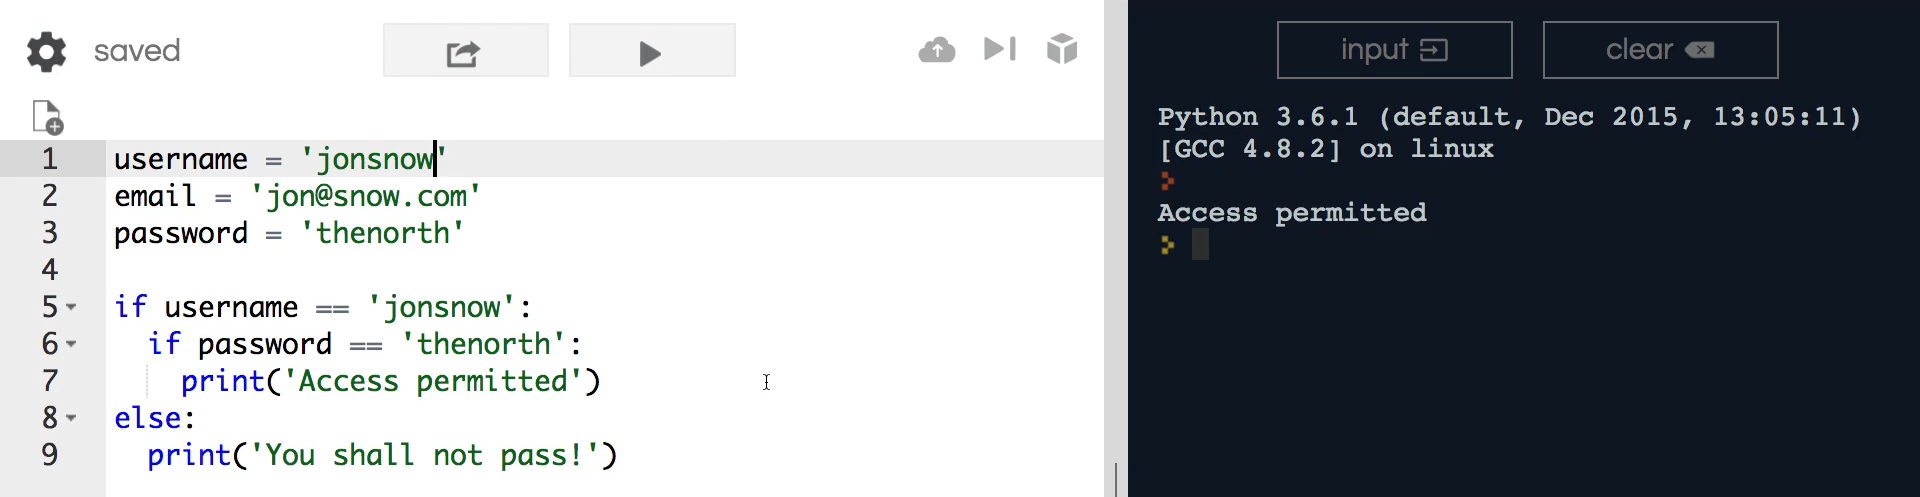 saved
input
clear
1 username = 'jonsnow'
2 email = 'jon@snow.com'
3 password = 'thenorth'
4
5 if username == 'jonsnow':
6   if password == 'thenorth':
7     print('Access permitted')
8 else:
9   print('You shall not pass!')
Python 3.6.1 (default, Dec 2015, 13:05:11)
[GCC 4.8.2] on linux
Access permitted